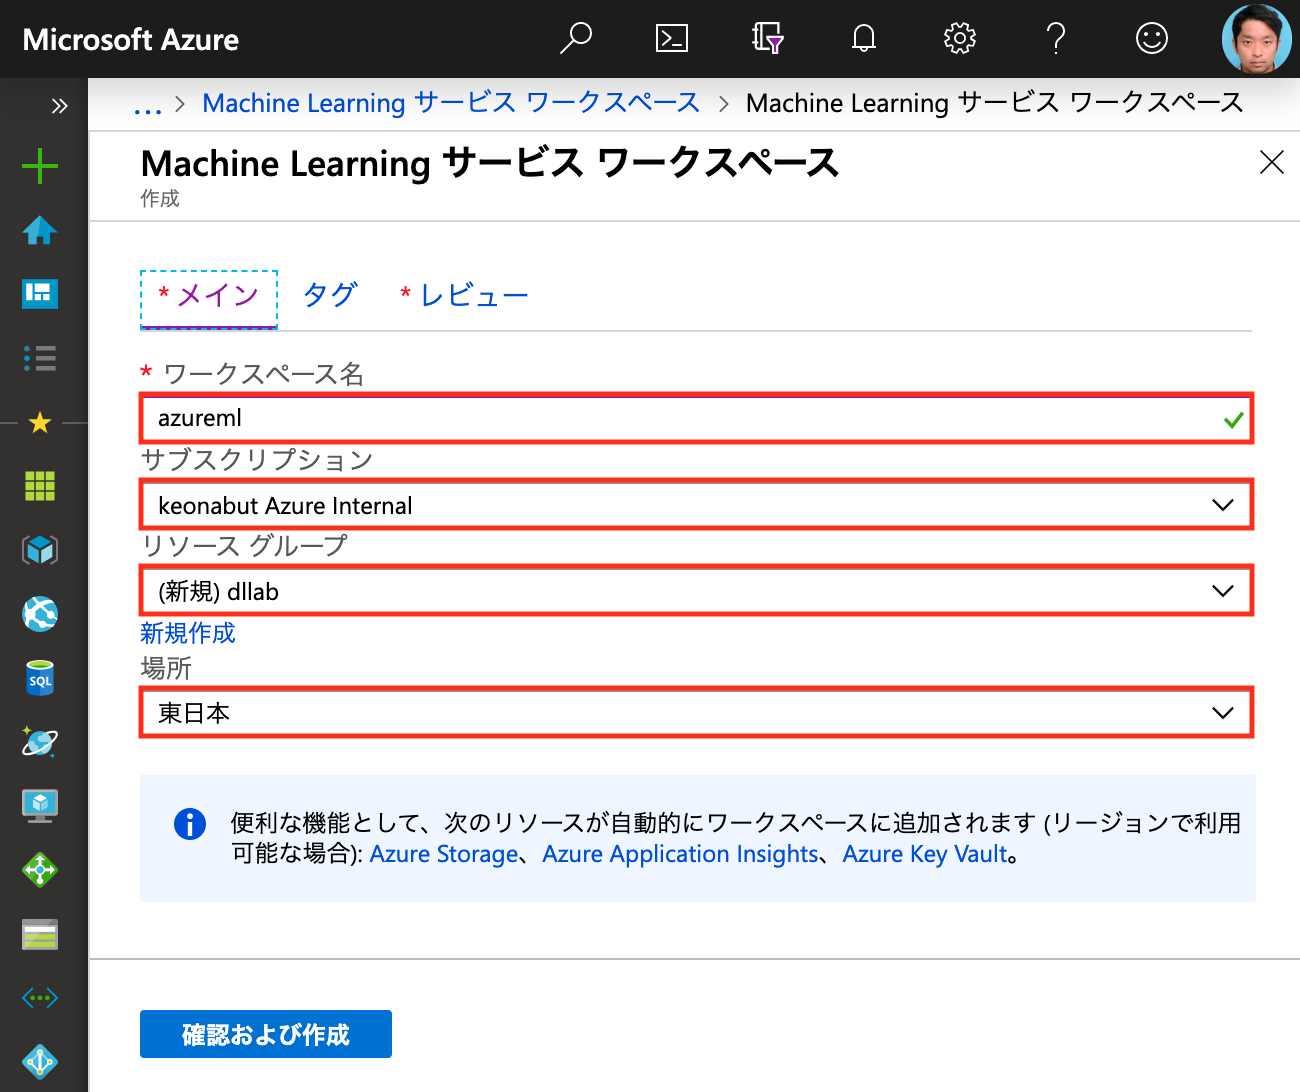 Microsoft Azure
... > Machine Learning サービス ワークスペース > Machine Learning サービス ワークスペース
Machine Learning サービス ワークスペース
作成
* メイン タグ * レビュー
* ワークスペース名
azureml
サブスクリプション
keonabut Azure Internal
リソース グループ
(新規) dllab
新規作成
場所
東日本
便利な機能として、次のリソースが自動的にワークスペースに追加されます (リージョンで利用
可能な場合): Azure Storage、Azure Application Insights、Azure Key Vault。
SQL
確認および作成